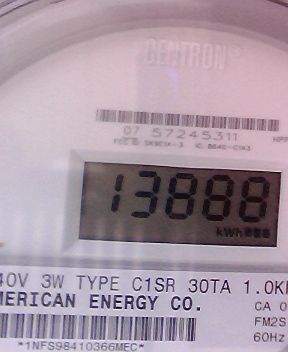 CENTRON®
07 57245311
13888
kWh
40V 3W TYPE C1SR 30TA 1.0K
MERICAN ENERGY CO.
CA 0
FM2S
60Hz
*1NFS98410366MEC*